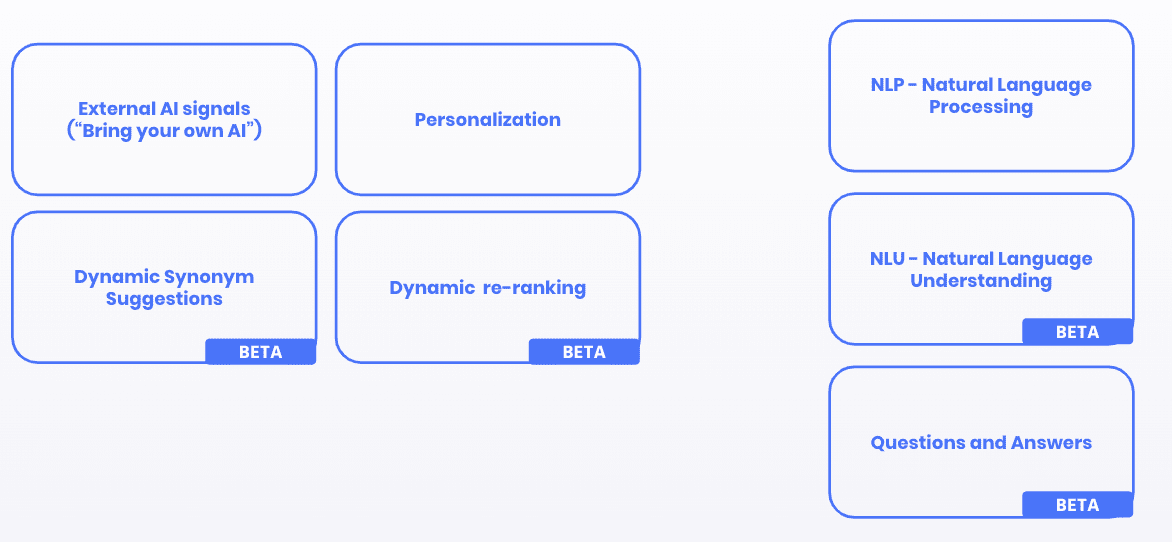 External AI signals
(“Bring your own AI”)
Personalization
Dynamic Synonym
Suggestions
BETA
Dynamic re-ranking
BETA
NLP - Natural Language
Processing
NLU - Natural Language
Understanding
BETA
Questions and Answers
BETA